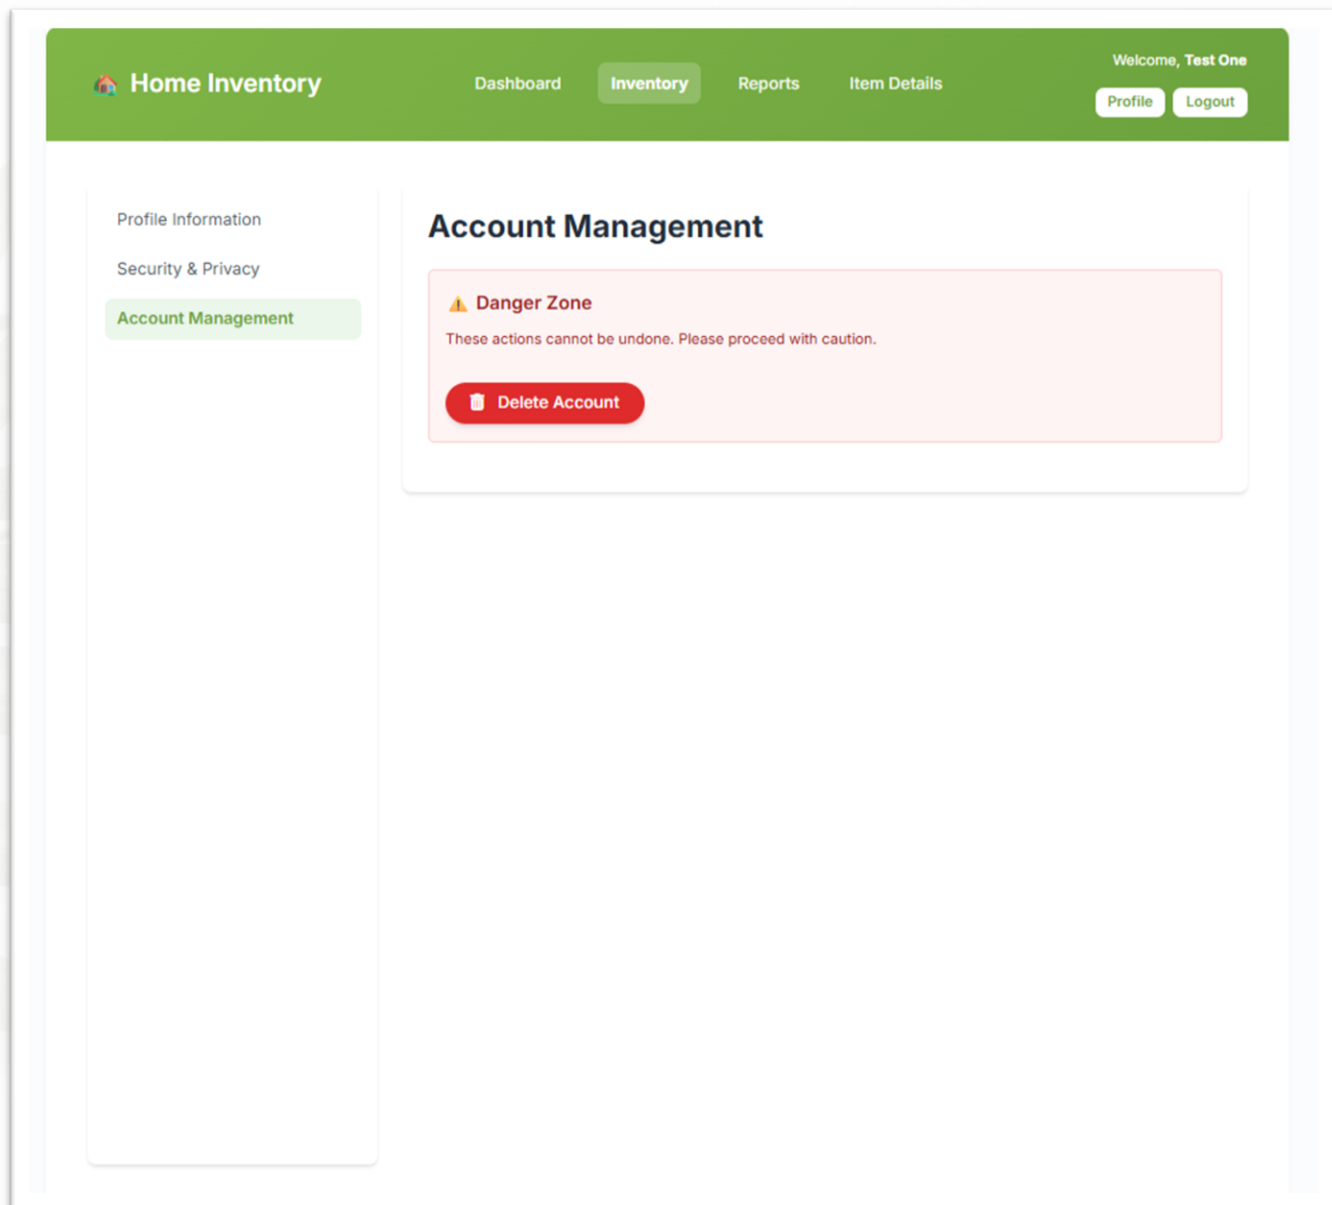 Home Inventory
Dashboard
Inventory
Reports
Item Details
Welcome, Test One
Profile
Logout
Profile Information
Security & Privacy
Account Management
Account Management
Danger Zone
These actions cannot be undone. Please proceed with caution.
Delete Account